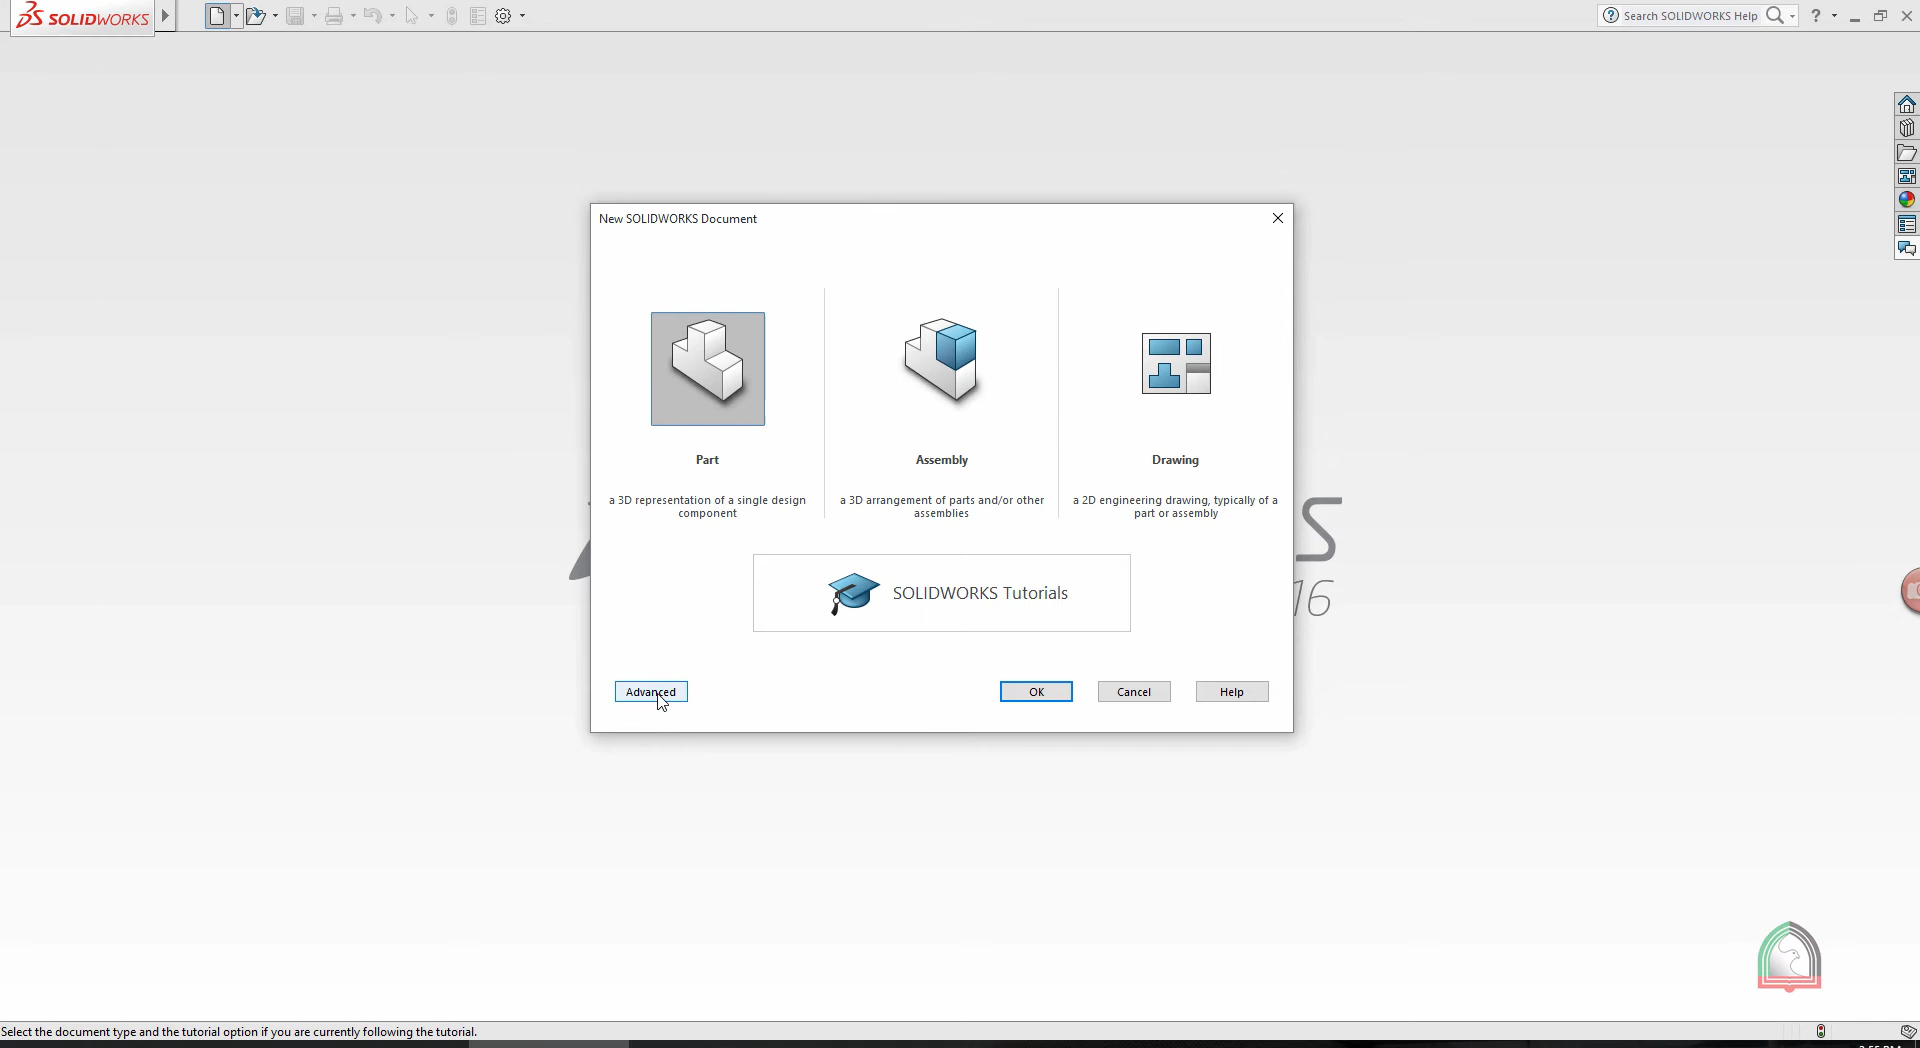 SOLIDWORKS
Search SOLIDWORKS Help
?
New SOLIDWORKS Document
Part
Assembly
Drawing
a 3D representation of a single design
component
a 3D arrangement of parts and/or other
assemblies
a 2D engineering drawing, typically of a
part or assembly
S
16
SOLIDWORKS Tutorials
Advanced
OK
Cancel
Help
Select the document type and the tutorial option if you are currently following the tutorial.